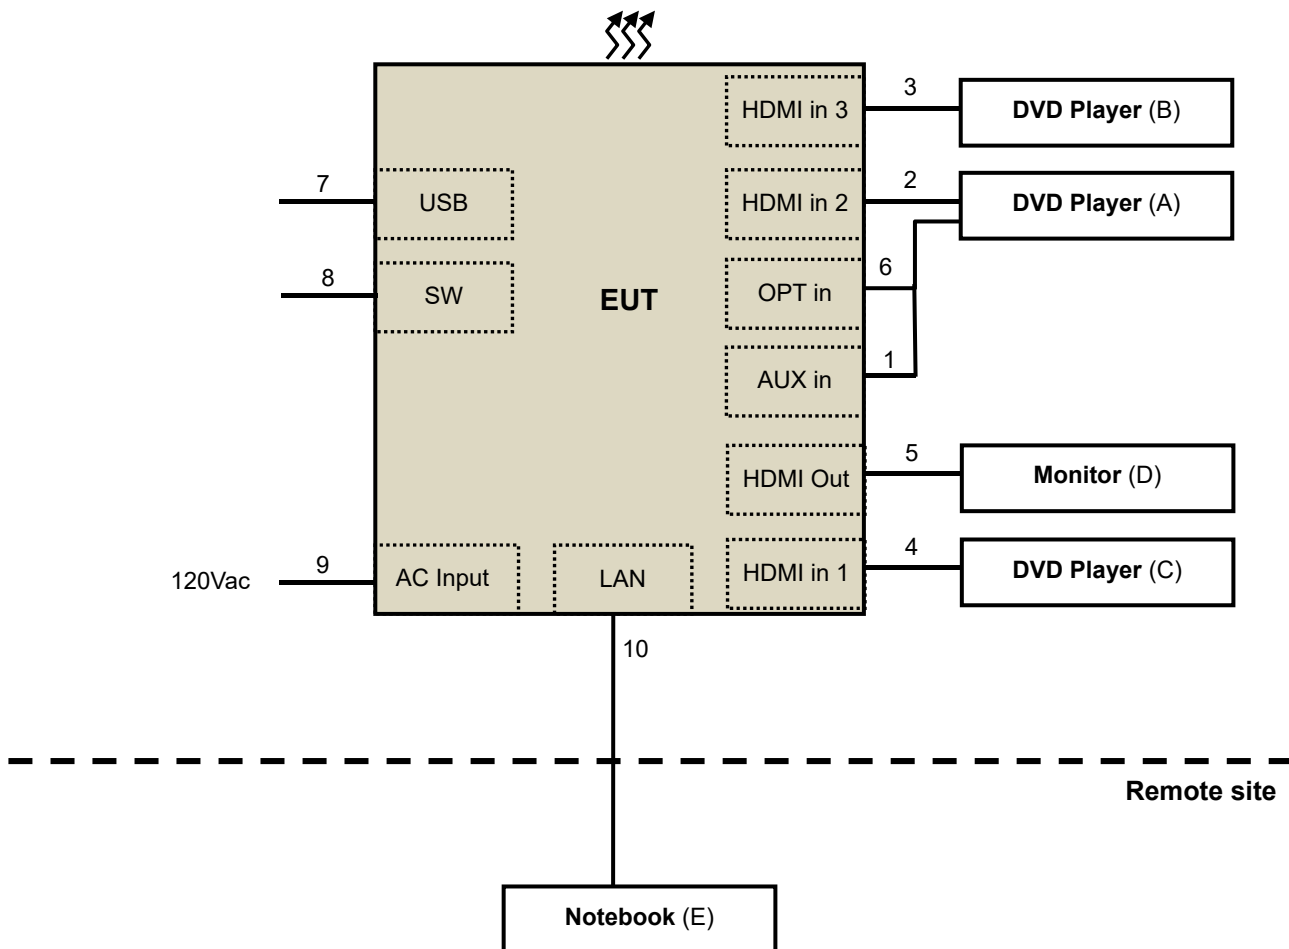 HDMI in 3
3
DVD Player (B)
7
USB
HDMI in 2
2
DVD Player (A)
8
SW
EUT
OPT in
6
AUX in
1
HDMI Out
5
Monitor (D)
120Vac
9
AC Input
LAN
HDMI in 1
4
DVD Player (C)
10
Remote site
Notebook (E)